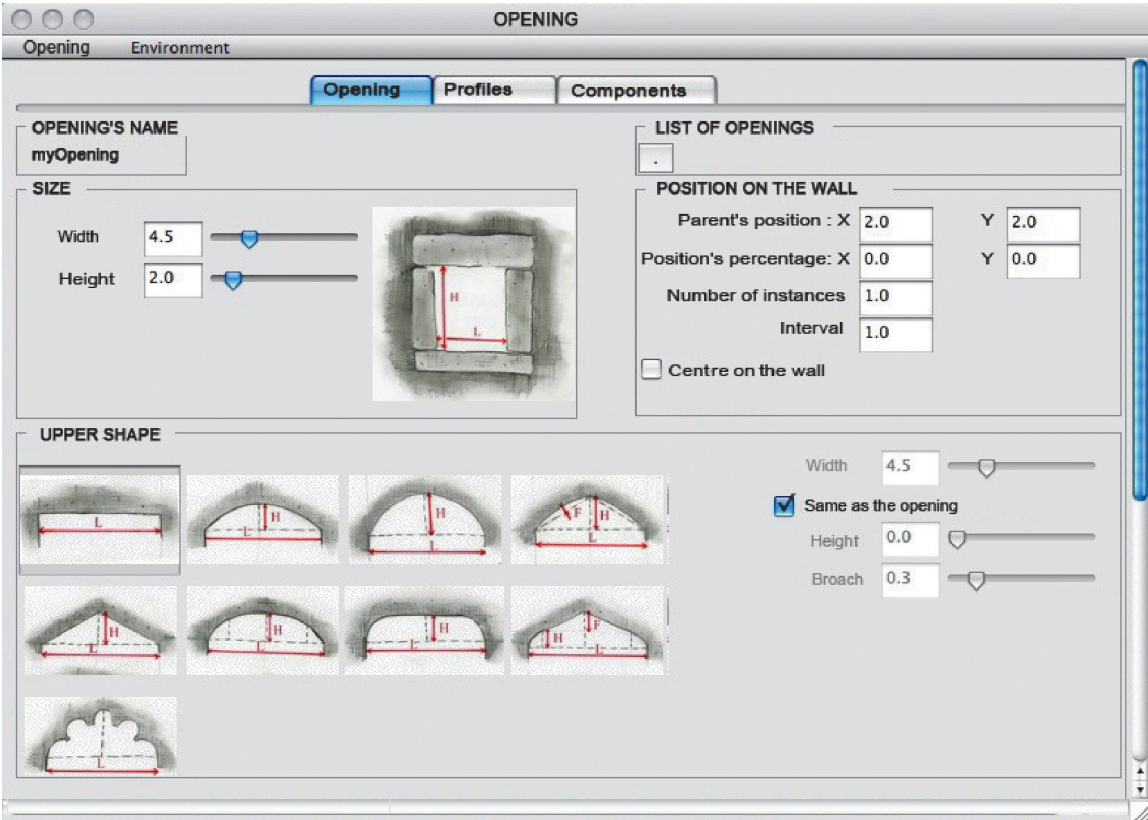 OPENING
Opening Environment
Opening Profiles Components
OPENING'S NAME
myOpening
LIST OF OPENINGS
.
SIZE
Width 4.5
Height 2.0
H
L
POSITION ON THE WALL
Parent's position : X 2.0 Y 2.0
Position's percentage: X 0.0 Y 0.0
Number of instances 1.0
Interval 1.0
Centre on the wall
UPPER SHAPE
L
H
L
H
L
F H
L
H
L
H
L
H
L
H F
L
L
Width 4.5
Same as the opening
Height 0.0
Broach 0.3